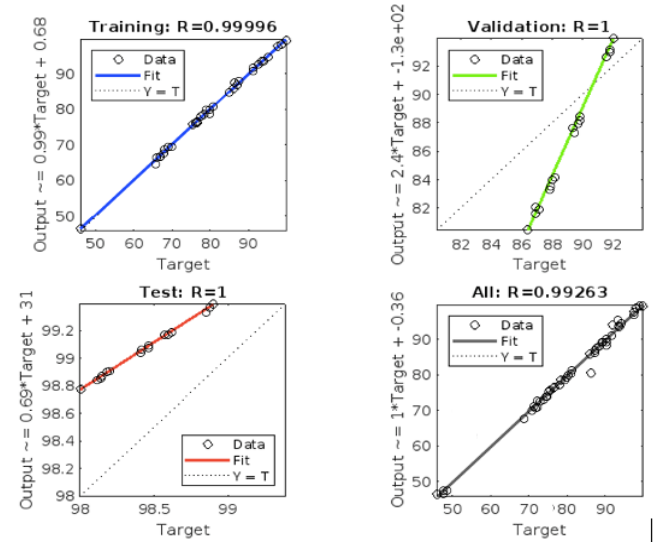 Training: R=0.99996
Output ~= 0.99*Target + 0.68
90
80
70
60
50
Data
Fit
Y = T
50 60 70 80 90
Target
Validation: R=1
Output ~= 2.4*Target + -1.3e+02
92
90
88
86
84
82
Data
Fit
Y = T
82 84 86 88 90 92
Target
Test: R=1
Output ~= 0.69*Target + 31
99.2
99
98.8
98.6
98.4
98.2
98
Data
Fit
Y = T
98 98.5 99
Target
All: R=0.99263
Output ~= 1*Target + -0.36
90
80
70
60
50
Data
Fit
Y = T
50 60 70 80 90
Target